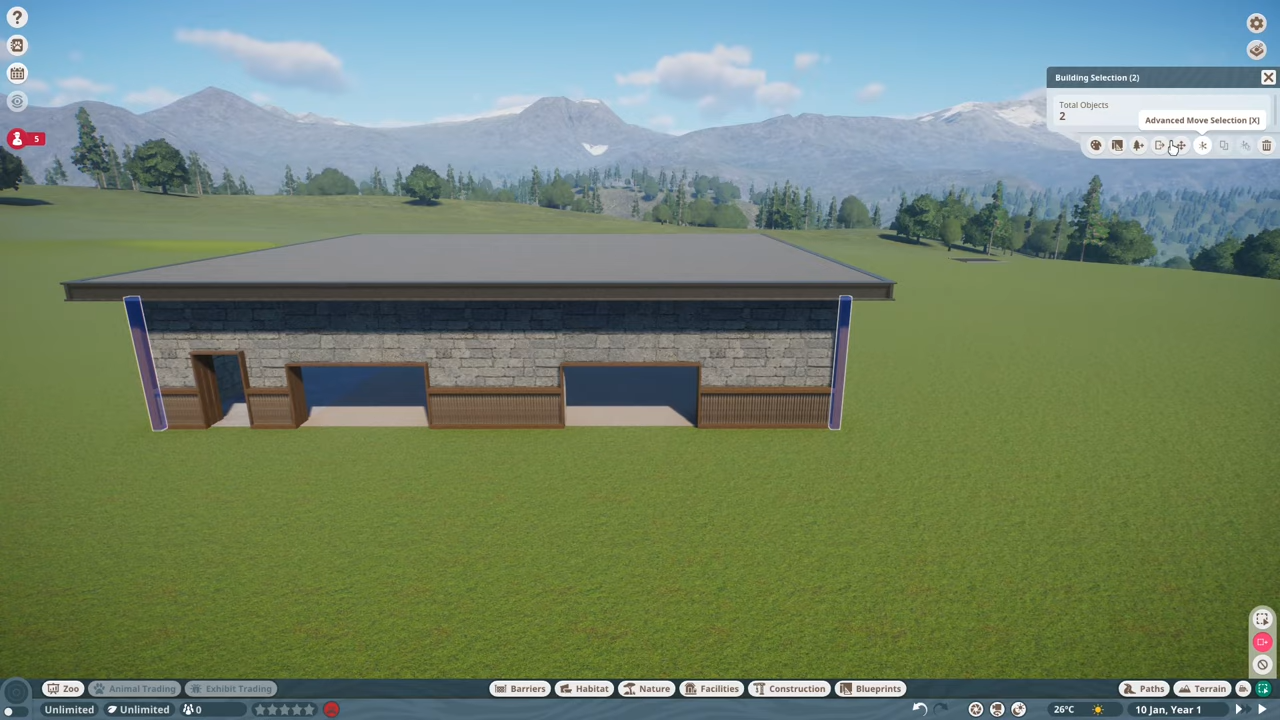 ?
Building Selection (2)
Total Objects
2
Advanced Move Selection [X]
5
Zoo
Animal Trading
Exhibit Trading
Barriers
Habitat
Nature
Facilities
Construction
Blueprints
Paths
Terrain
Unlimited
Unlimited
0
26°C
10 Jan, Year 1